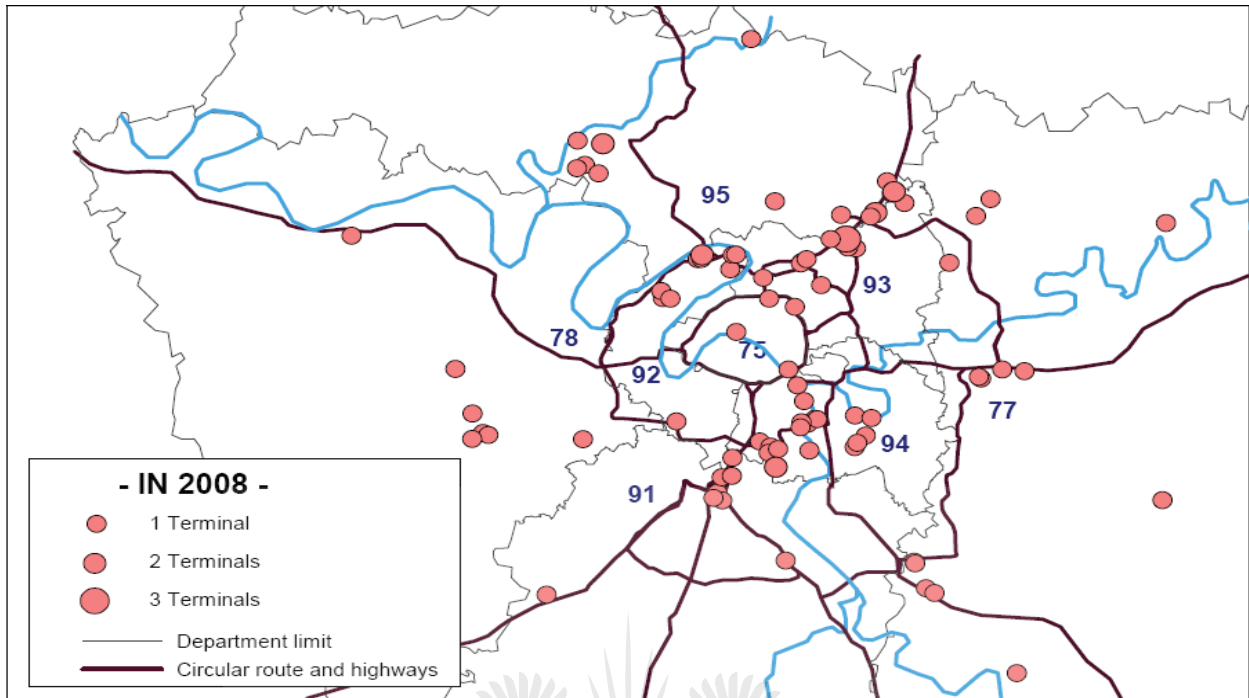 95
93
78
75
92
77
94
91
- IN 2008 -
1 Terminal
2 Terminals
3 Terminals
Department limit
Circular route and highways